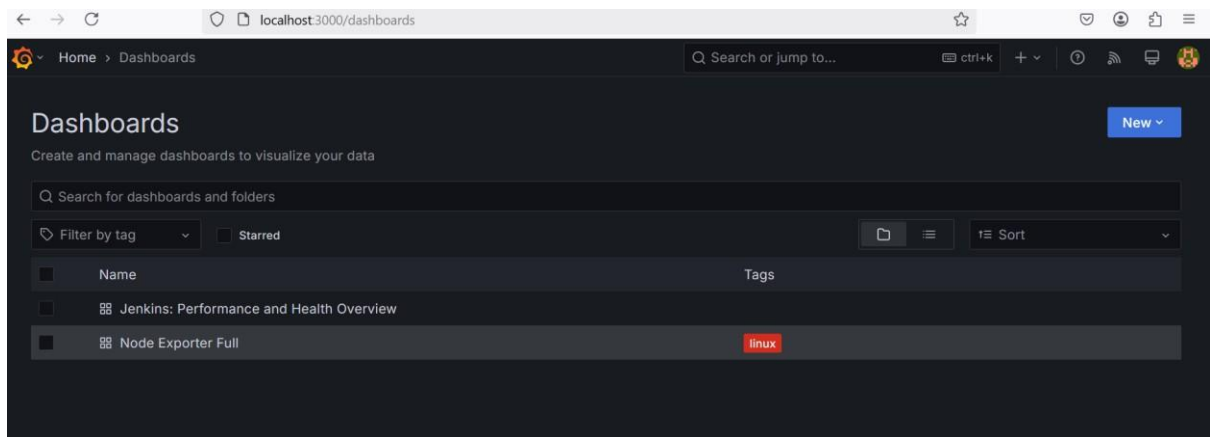 localhost:3000/dashboards
Home > Dashboards
Search or jump to...
ctrl+k
Dashboards
New
Create and manage dashboards to visualize your data
Search for dashboards and folders
Filter by tag
Starred
Sort
Name
Tags
Jenkins: Performance and Health Overview
Node Exporter Full
linux